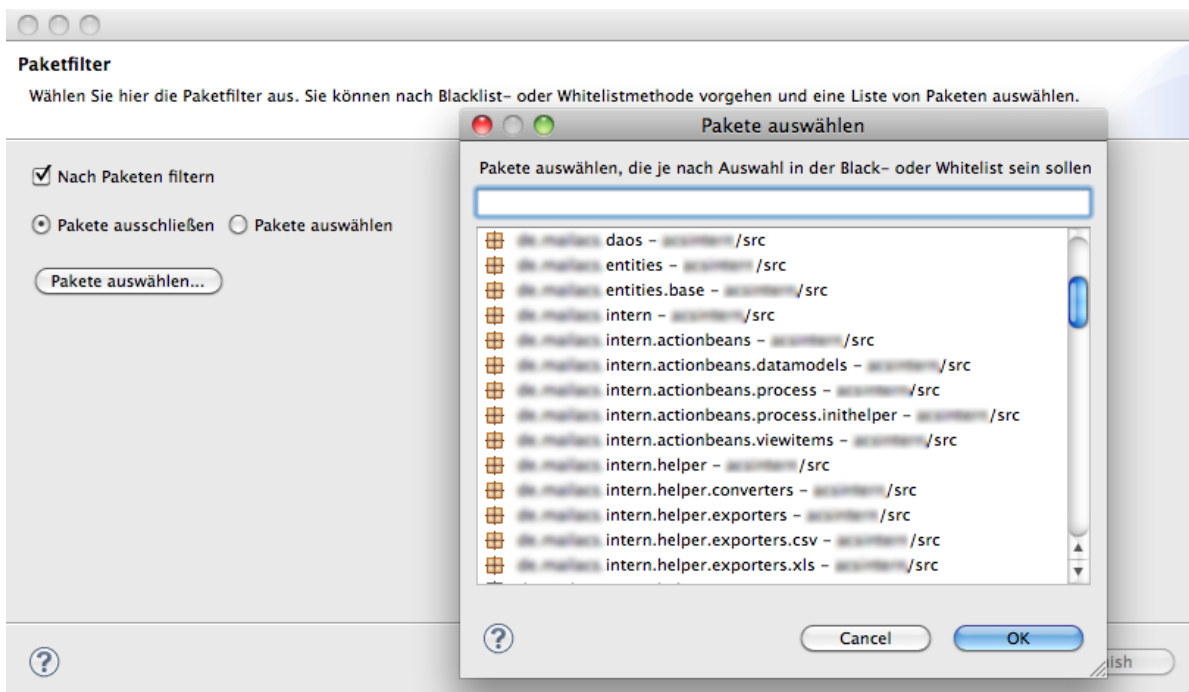 Paketfilter
Wählen Sie hier die Paketfilter aus. Sie können nach Blacklist- oder Whitelistmethode vorgehen und eine Liste von Paketen auswählen.
Nach Paketen filtern
Pakete ausschließen Pakete auswählen
Pakete auswählen...
Pakete auswählen
Pakete auswählen, die je nach Auswahl in der Black- oder Whitelist sein sollen
daos - /src
entities - /src
entities.base - /src
intern - /src
intern.actionbeans - /src
intern.actionbeans.datamodels - /src
intern.actionbeans.process - /src
intern.actionbeans.process.inithelper - /src
intern.actionbeans.viewitems - /src
intern.helper - /src
intern.helper.converters - /src
intern.helper.exporters - /src
intern.helper.exporters.csv - /src
intern.helper.exporters.xls - /src
Cancel OK
ish